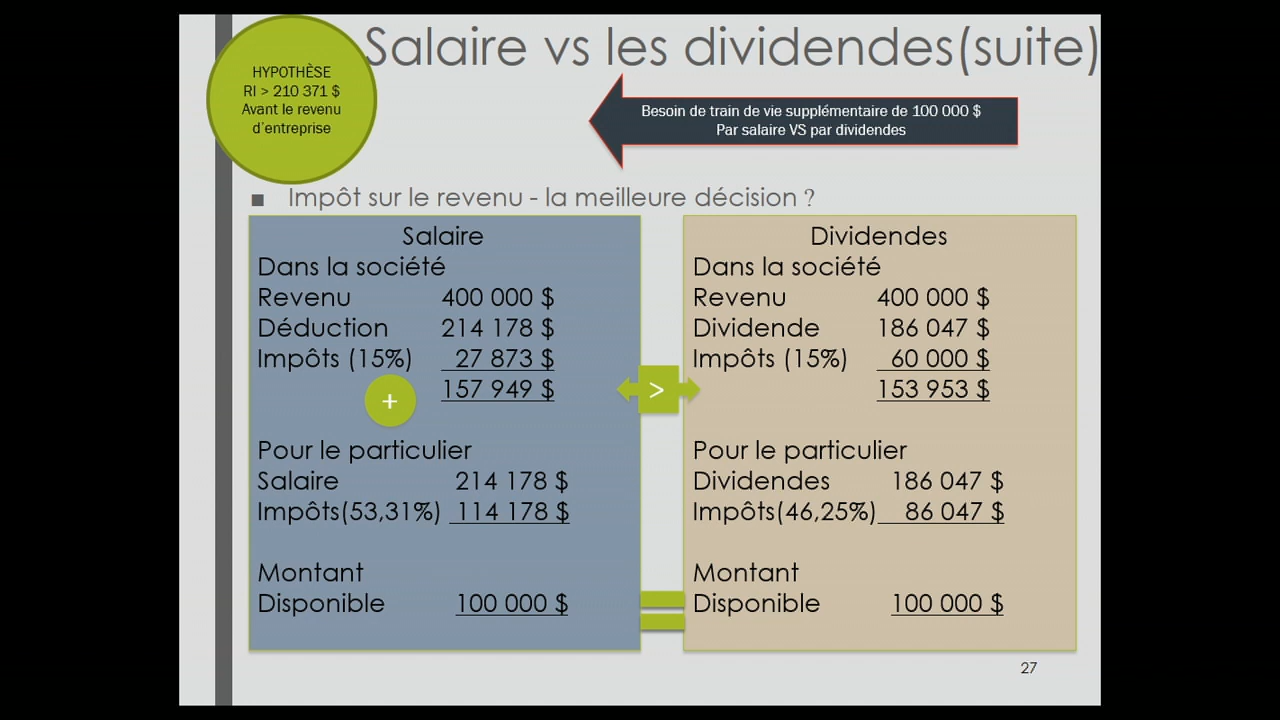 Salaire vs les dividendes(suite)
HYPOTHÈSE
RI > 210 371 $
Avant le revenu
d'entreprise
Besoin de train de vie supplémentaire de 100 000 $
Par salaire VS par dividendes
■ Impôt sur le revenu - la meilleure décision ?
Salaire
Dans la société
Revenu 400 000 $
Déduction 214 178 $
Impôts (15%) 27 873 $
157 949 $
+
Pour le particulier
Salaire 214 178 $
Impôts(53,31%) 114 178 $
Montant
Disponible 100 000 $
>
Dividendes
Dans la société
Revenu 400 000 $
Dividende 186 047 $
Impôts (15%) 60 000 $
153 953 $
Pour le particulier
Dividendes 186 047 $
Impôts(46,25%) 86 047 $
Montant
Disponible 100 000 $
27